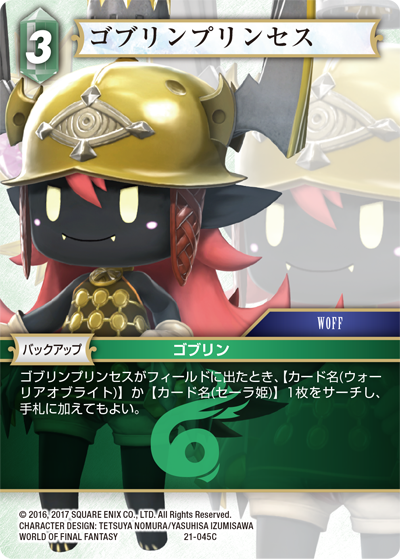 3
ゴブリンプリンセス
WOFF
バックアップ
ゴブリン
ゴブリンプリンセスがフィールドに出たとき、【カード名(ウォー
リアオブライト)】か【カード名(セーラ姫)】1枚をサーチし、
手札に加えてもよい。
© 2016, 2017 SQUARE ENIX CO., LTD. All Rights Reserved.
CHARACTER DESIGN: TETSUYA NOMURA/YASUHISA IZUMISAWA
WORLD OF FINAL FANTASY
21-045C